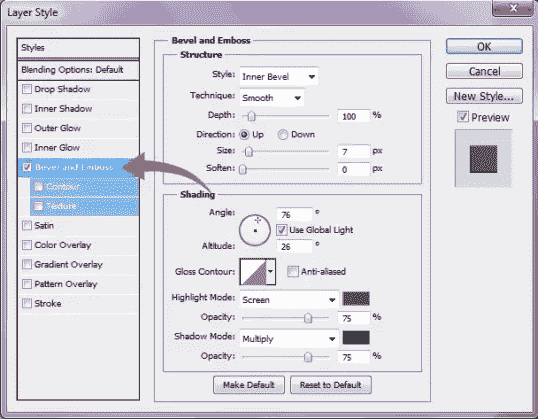 Layer Style
Styles
Blending Options: Default
Drop Shadow
Inner Shadow
Outer Glow
Inner Glow
Bevel and Emboss
Contour
Texture
Satin
Color Overlay
Gradient Overlay
Pattern Overlay
Stroke
Bevel and Emboss
Structure
Style: Inner Bevel
Technique: Smooth
Depth: 100 %
Direction: Up Down
Size: 7 px
Soften: 0 px
Shading
Angle: 76 °
Use Global Light
Altitude: 26 °
Gloss Contour: Anti-aliased
Highlight Mode: Screen
Opacity: 75 %
Shadow Mode: Multiply
Opacity: 75 %
Make Default Reset to Default
OK
Cancel
New Style...
Preview